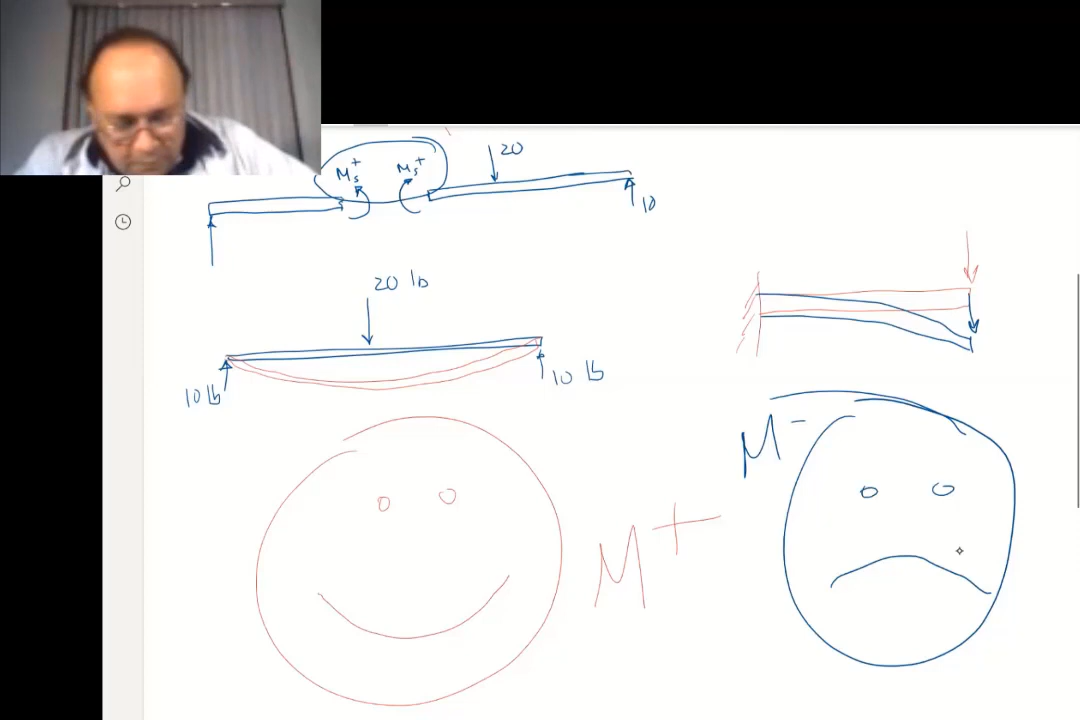 Ms+ Ms+ 20
10
20 lb
10 lb 10 lb
M-
M+